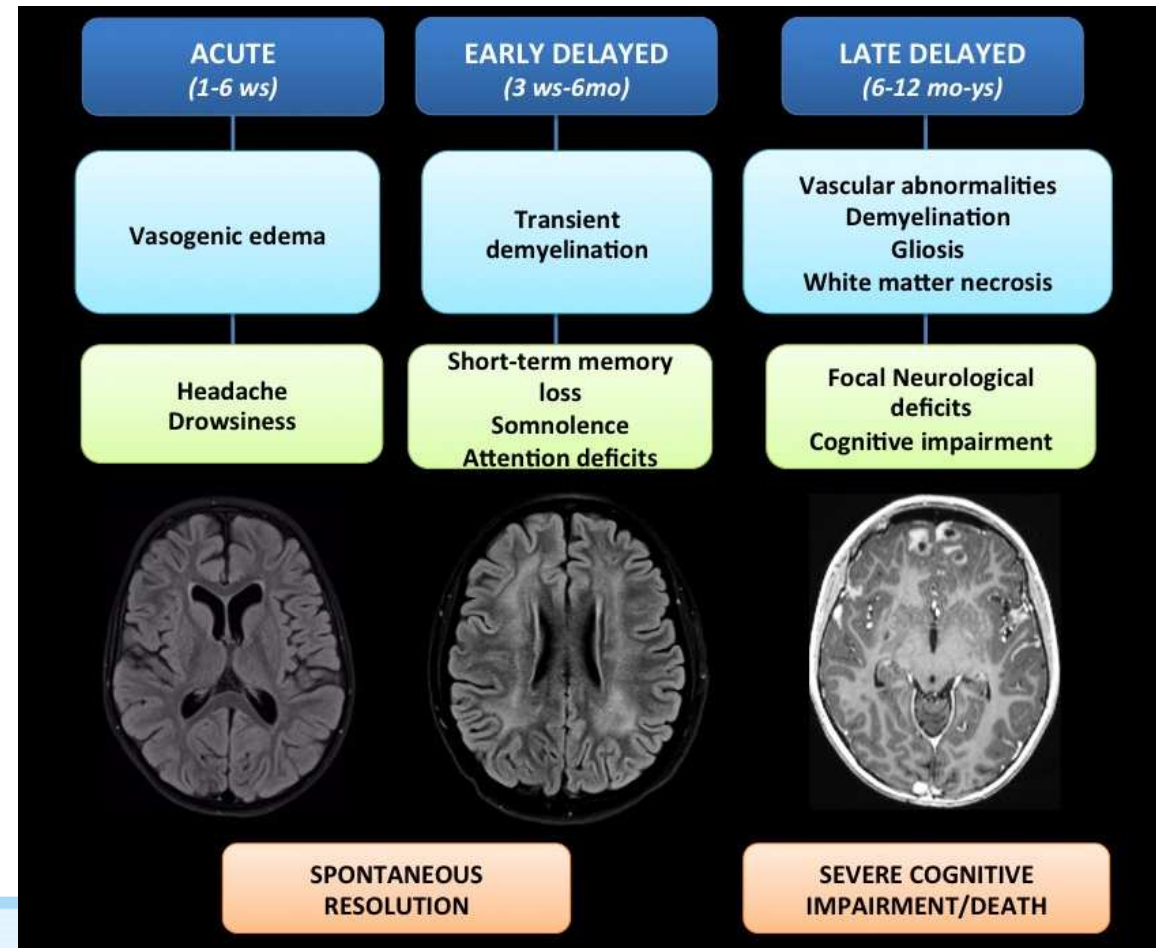 ACUTE
(1-6 ws)
EARLY DELAYED
(3 ws-6mo)
LATE DELAYED
(6-12 mo-ys)
Vasogenic edema
Transient
demyelination
Vascular abnormalities
Demyelination
Gliosis
White matter necrosis
Headache
Drowsiness
Short-term memory
loss
Somnolence
Attention deficits
Focal Neurological
deficits
Cognitive impairment
SPONTANEOUS
RESOLUTION
SEVERE COGNITIVE
IMPAIRMENT/DEATH